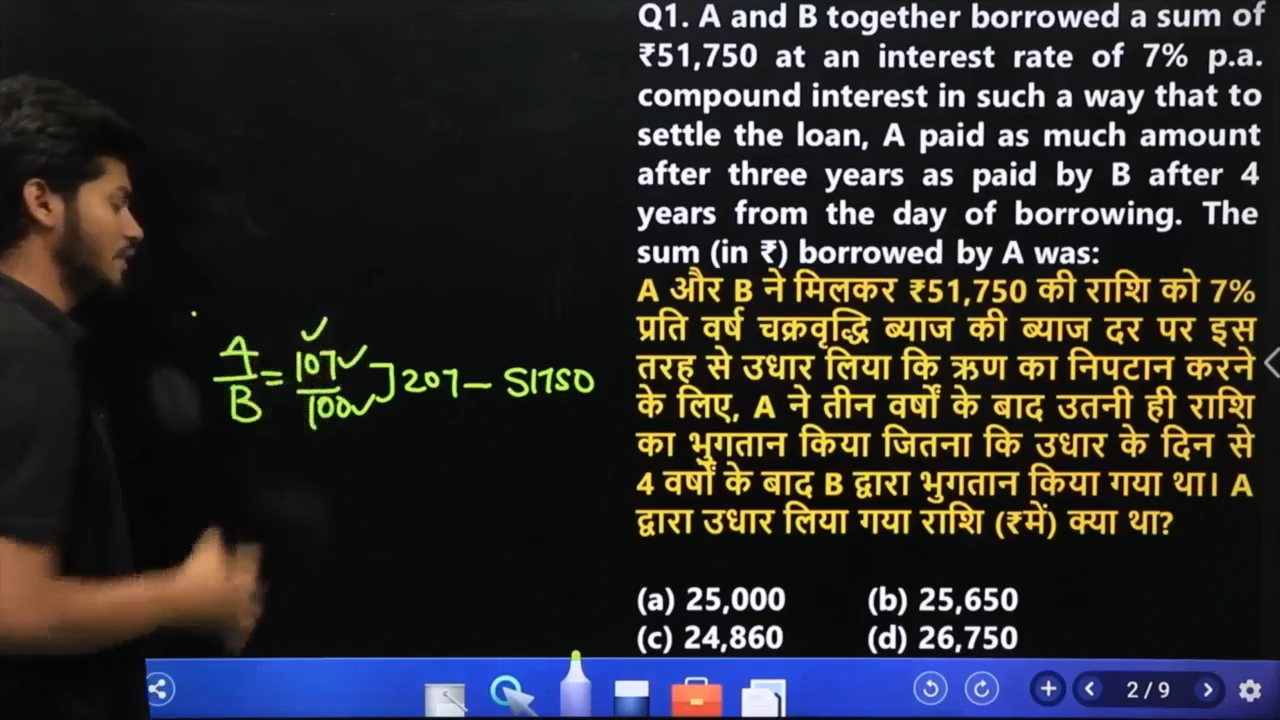 Q1. A and B together borrowed a sum of
₹51,750 at an interest rate of 7% p.a.
compound interest in such a way that to
settle the loan, A paid as much amount
after three years as paid by B after 4
years from the day of borrowing. The
sum (in ₹) borrowed by A was:
A और B ने मिलकर ₹51,750 की राशि को 7%
प्रति वर्ष चक्रवृद्धि ब्याज की ब्याज दर पर इस
तरह से उधार लिया कि ऋण का निपटान करने
के लिए, A ने तीन वर्षों के बाद उतनी ही राशि
का भुगतान किया जितना कि उधार के दिन से
4 वर्षों के बाद B द्वारा भुगतान किया गया था। A
द्वारा उधार लिया गया राशि (₹में) क्या था?
(a) 25,000 (b) 25,650
(c) 24,860 (d) 26,750
A/B = 107/100 ] 207 – 51750
2 / 9